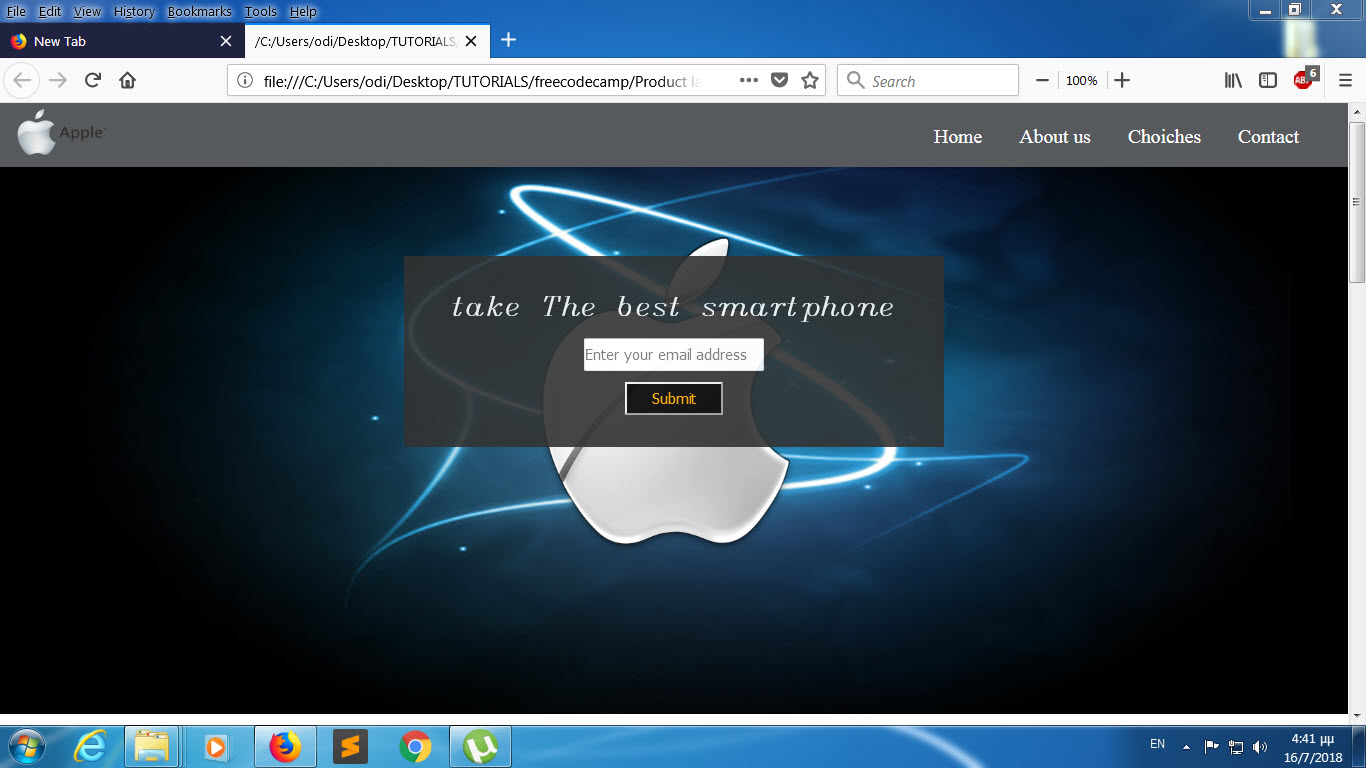 File Edit View History Bookmarks Tools Help
New Tab
/C:/Users/odi/Desktop/TUTORIALS
file:///C:/Users/odi/Desktop/TUTORIALS/freecodecamp/Product la
Search
100%
ABP
6
Apple
Home About us Choiches Contact
take The best smartphone
Enter your email address
Submit
EN
4:41 μμ
16/7/2018